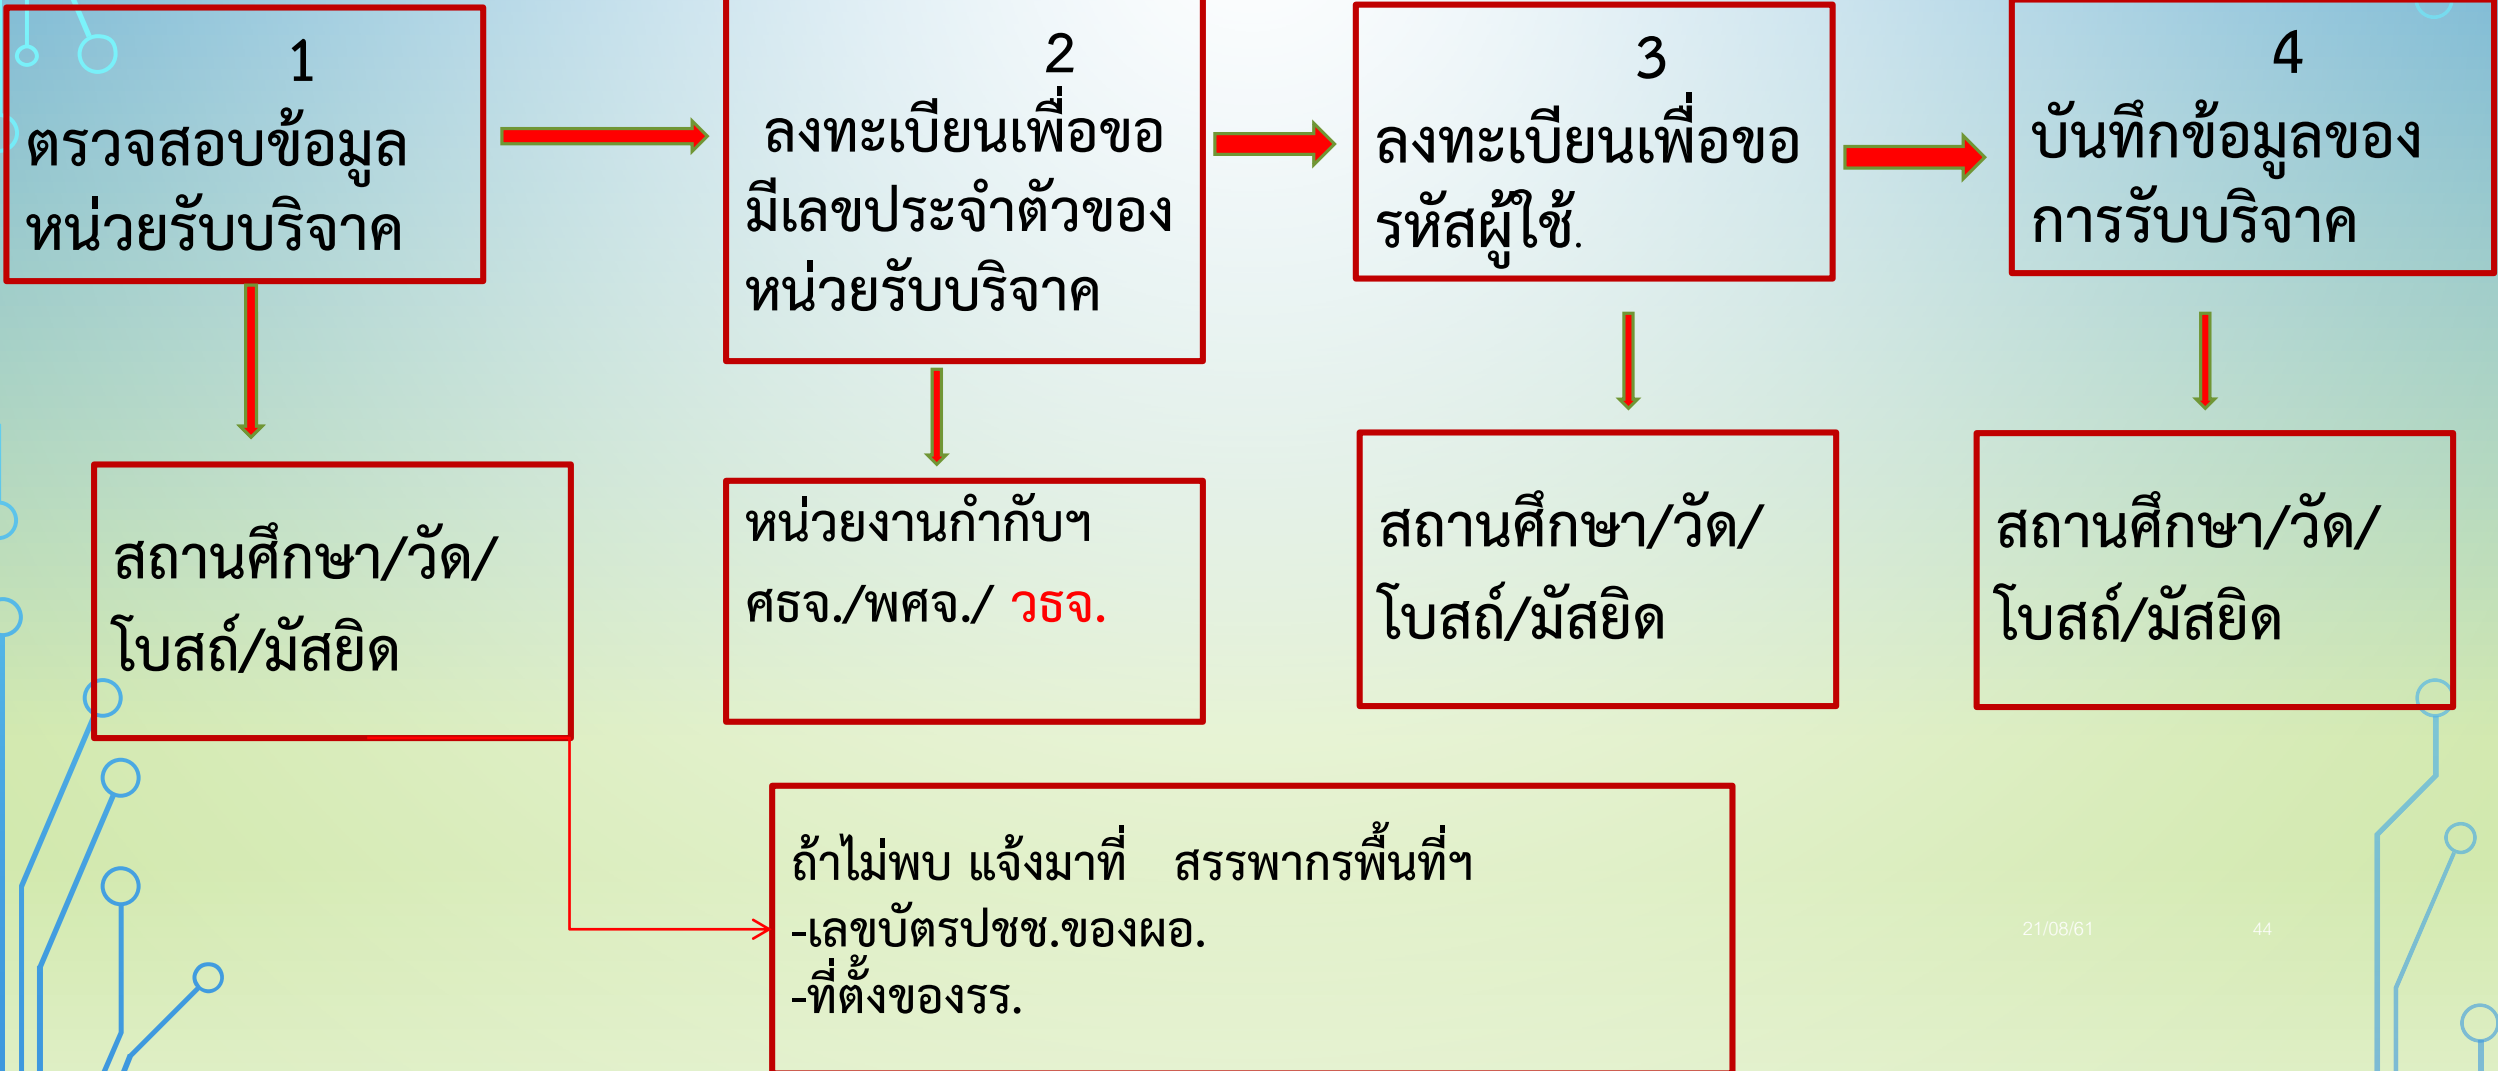 1
ตรวจสอบข้อมูล
หน่วยรับบริจาค
2
ลงทะเบียนเพื่อขอ
มีเลขประจำตัวของ
หน่วยรับบริจาค
3
ลงทะเบียนเพื่อขอ
รหัสผู้ใช้.
4
บันทึกข้อมูลของ
การรับบริจาค
สถานศึกษา/วัด/
โบสถ์/มัสยิด
หน่วยงานกำกับฯ
ศธจ./พศจ./ วธจ.
สถานศึกษา/วัด/
โบสถ์/มัสยิด
สถานศึกษา/วัด/
โบสถ์/มัสยิด
ถ้าไม่พบ แจ้งมาที่ สรรพากรพื้นที่ฯ
-เลขบัตรปชช.ของผอ.
-ที่ตั้งของรร.
21/08/61 44